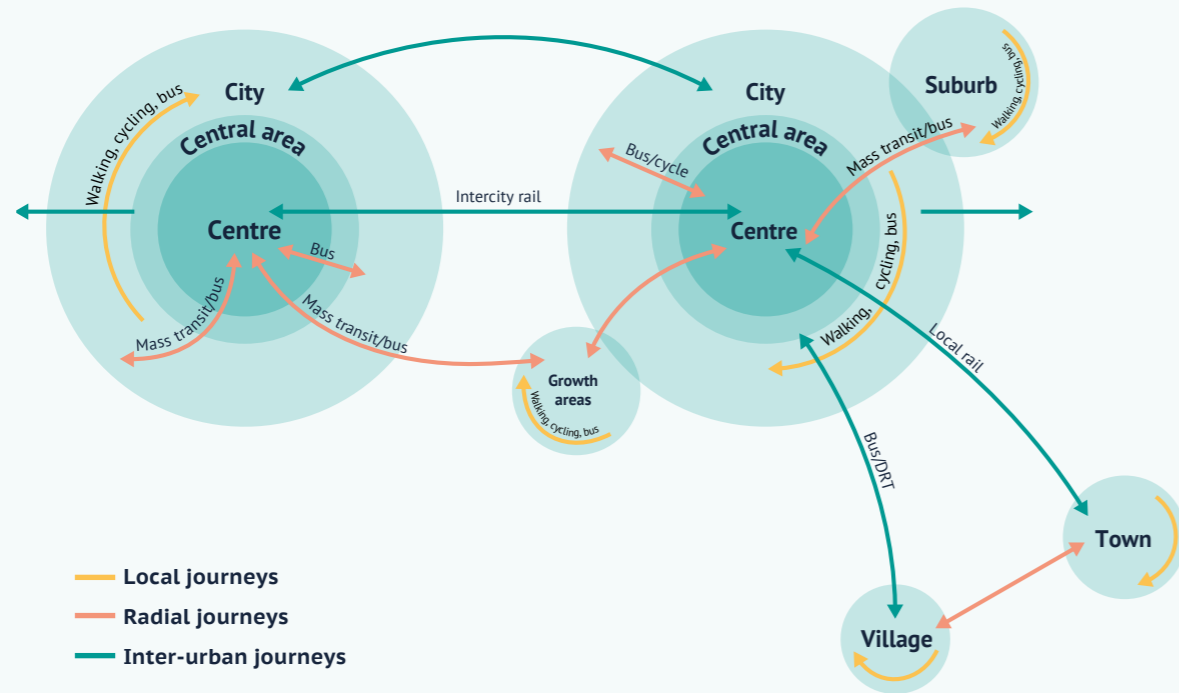 City
City
Suburb
Walking, cycling, bus
Walking, cycling, bus
Central area
Central area
Mass transit/bus
Bus/cycle
Intercity rail
Centre
Centre
Bus
Walking, cycling, bus
Mass transit/bus
Mass transit/bus
Local rail
Growth
areas
Walking, cycling, bus
Bus/DRT
Town
Village
Local journeys
Radial journeys
Inter-urban journeys